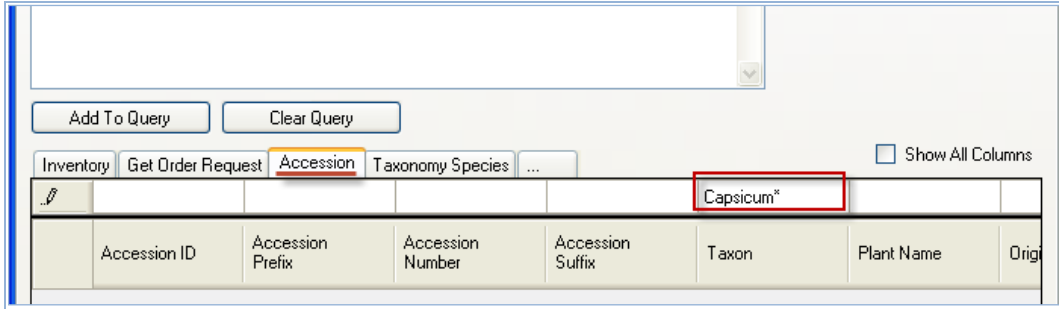 Add To Query Clear Query
Show All Columns
Inventory Get Order Request Accession Taxonomy Species ...
Capsicum*
Accession ID Accession Prefix Accession Number Accession Suffix Taxon Plant Name Origi